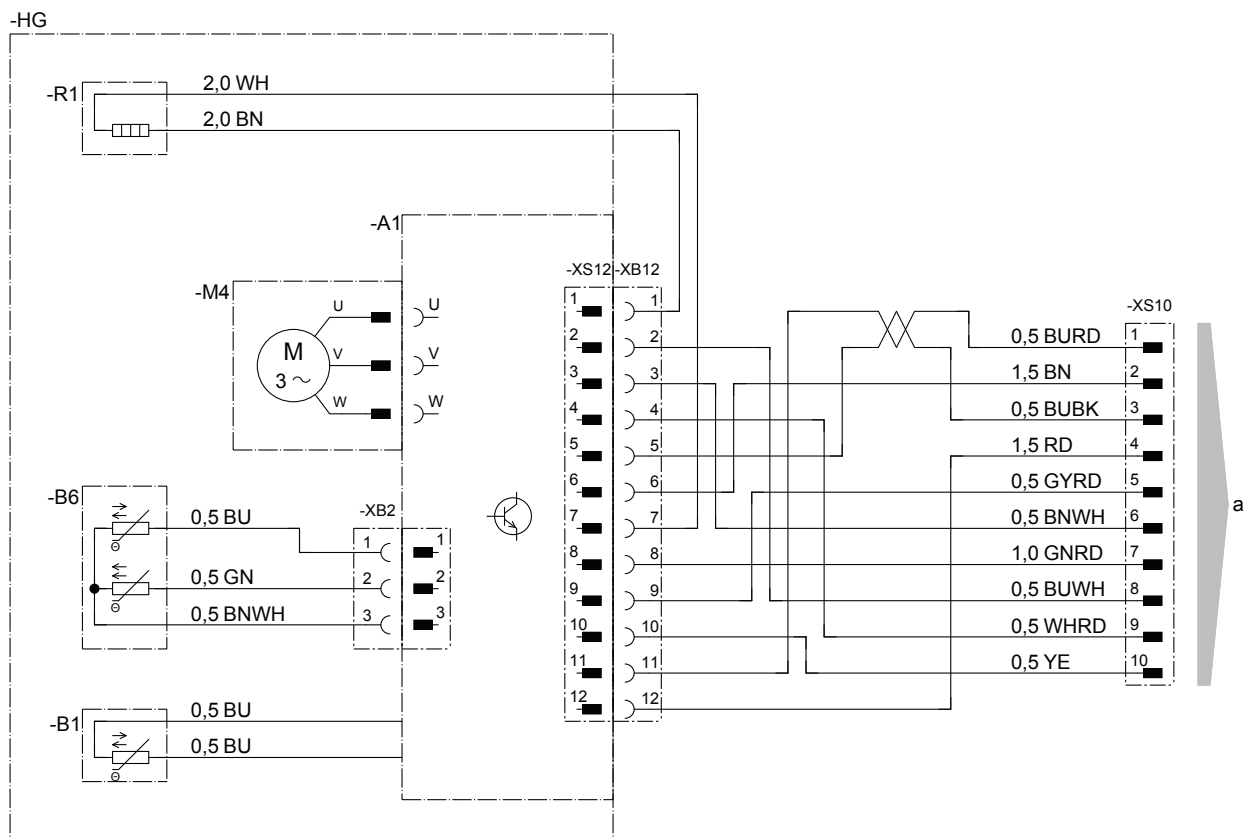 -HG
-R1
2,0 WH
2,0 BN
-A1
-M4
U
V
W
M
3 ~
U
V
W
-XS12
-XB12
1
2
3
4
5
6
7
8
9
10
11
12
1
2
3
4
5
6
7
8
9
10
11
12
-XS10
0,5 BURD
1
1,5 BN
2
0,5 BUBK
3
1,5 RD
4
0,5 GYRD
5
0,5 BNWH
6
1,0 GNRD
7
0,5 BUWH
8
0,5 WHRD
9
0,5 YE
10
a
-B6
Θ
Θ
0,5 BU
0,5 GN
0,5 BNWH
-XB2
1
2
3
1
2
3
-B1
Θ
0,5 BU
0,5 BU